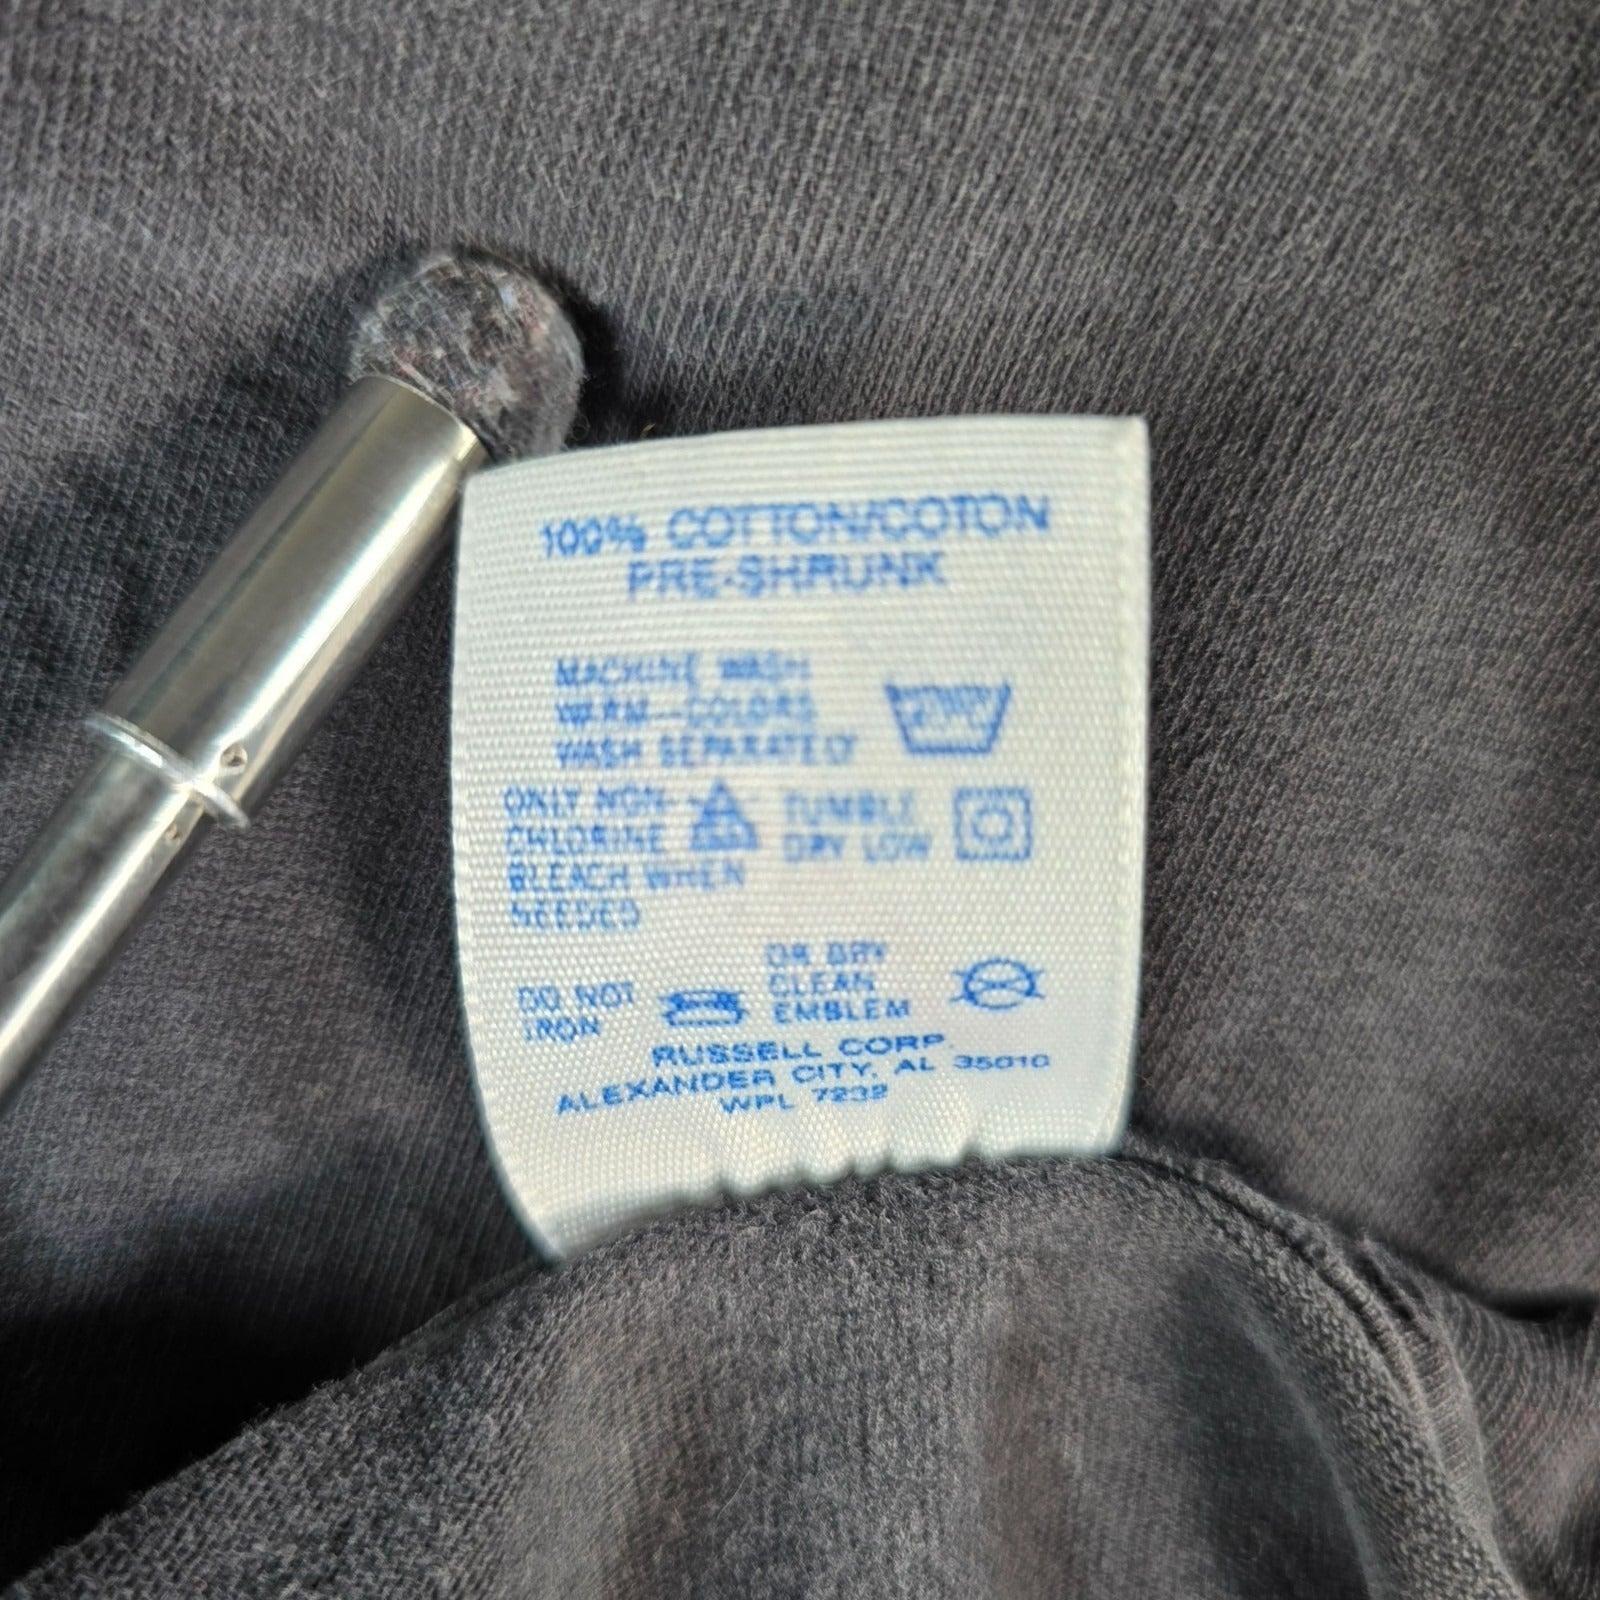 100% COTTON/COTON
PRE-SHRUNK
MACHINE WASH
WARM—COLORS
WASH SEPARATELY
ONLY NON-
CHLORINE
BLEACH WHEN
NEEDED
TUMBLE
DRY LOW
DO NOT
IRON
OR DRY
CLEAN
EMBLEM
RUSSELL CORP.
ALEXANDER CITY, AL 35010
WPL 7232